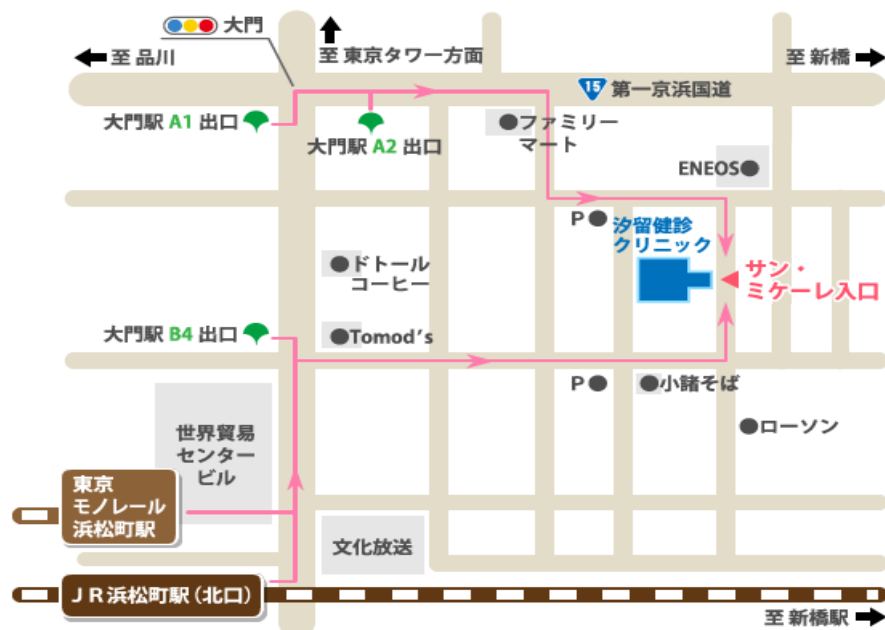 大門
至 品川
至 東京タワー方面
至 新橋
15 第一京浜国道
大門駅 A1 出口
大門駅 A2 出口
ファミリー
マート
ENEOS
P
汐留健診
クリニック
サン・
ミケーレ入口
ドトール
コーヒー
大門駅 B4 出口
Tomod's
P
小諸そば
ローソン
世界貿易
センター
ビル
東京
モノレール
浜松町駅
文化放送
JR浜松町駅(北口)
至 新橋駅